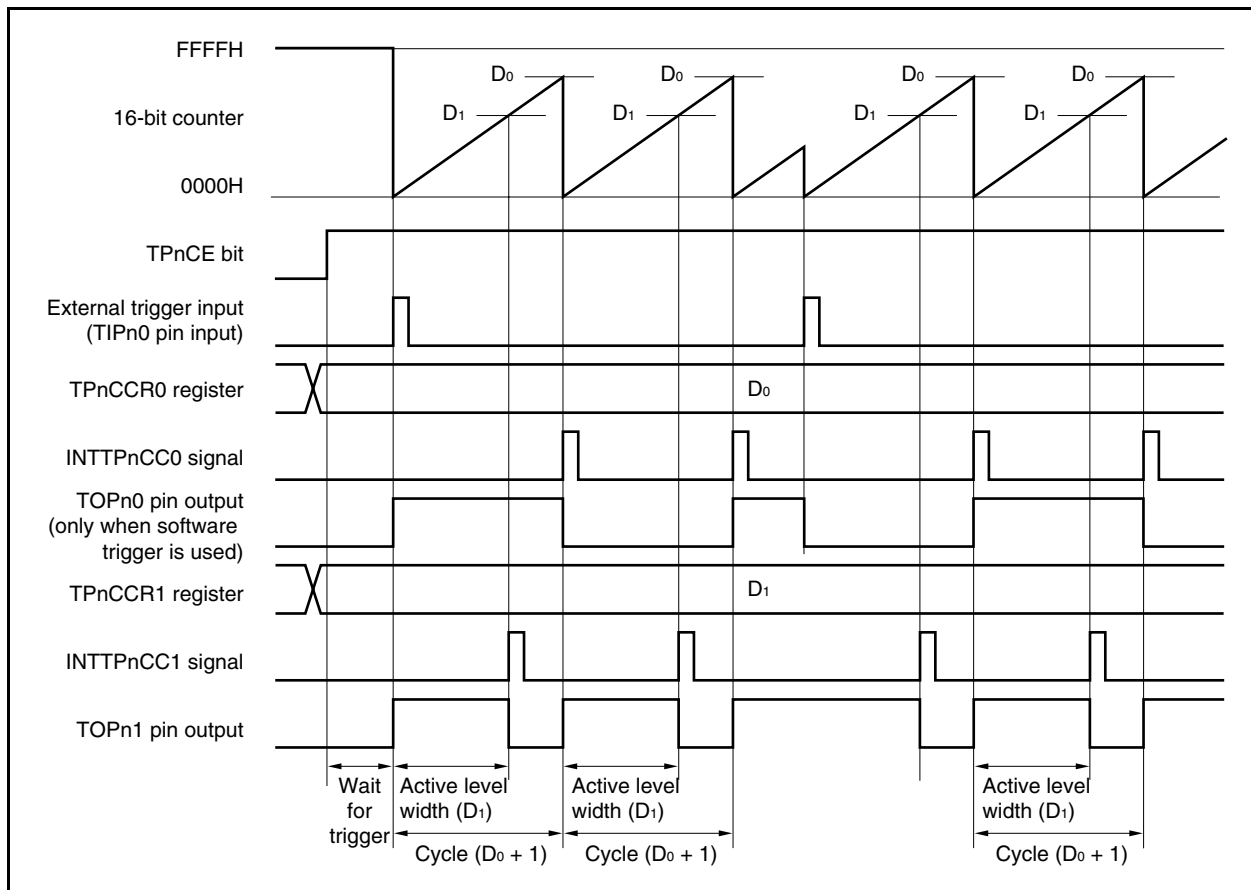 FFFFH
D0 D0 D0 D0
16-bit counter
D1 D1 D1 D1
0000H
TPnCE bit
External trigger input
(TIPn0 pin input)
TPnCCR0 register
D0
INTTPnCC0 signal
TOPn0 pin output
(only when software
trigger is used)
TPnCCR1 register
D1
INTTPnCC1 signal
TOPn1 pin output
Wait
for
trigger
Active level
width (D1)
Active level
width (D1)
Active level
width (D1)
Cycle (D0 + 1)
Cycle (D0 + 1)
Cycle (D0 + 1)